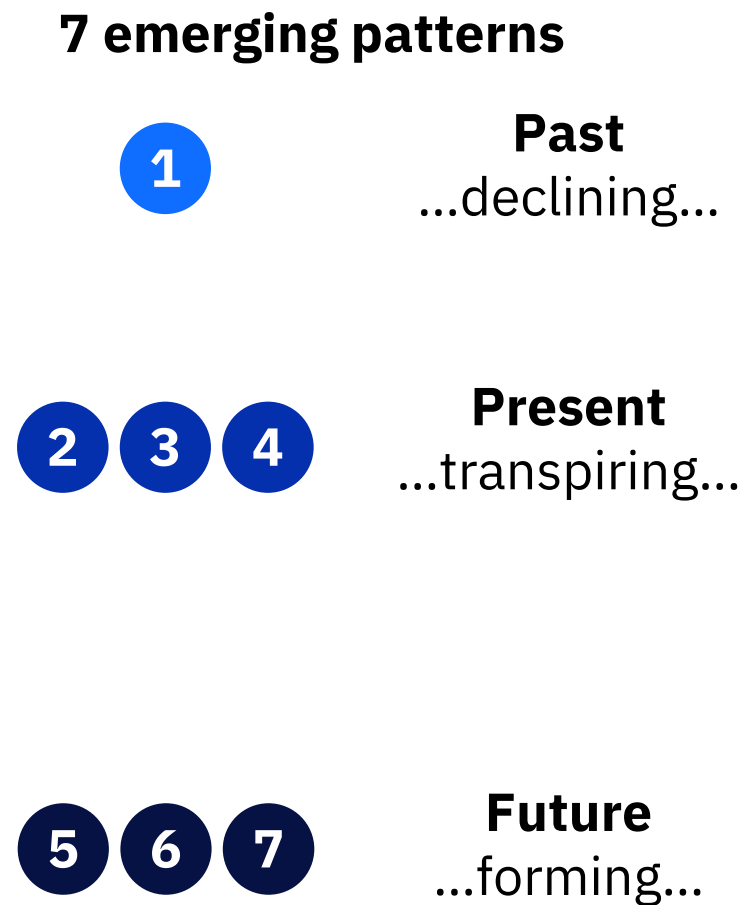 7 emerging patterns
1
Past
...declining...
2 3 4
Present
...transpiring...
5 6 7
Future
...forming...